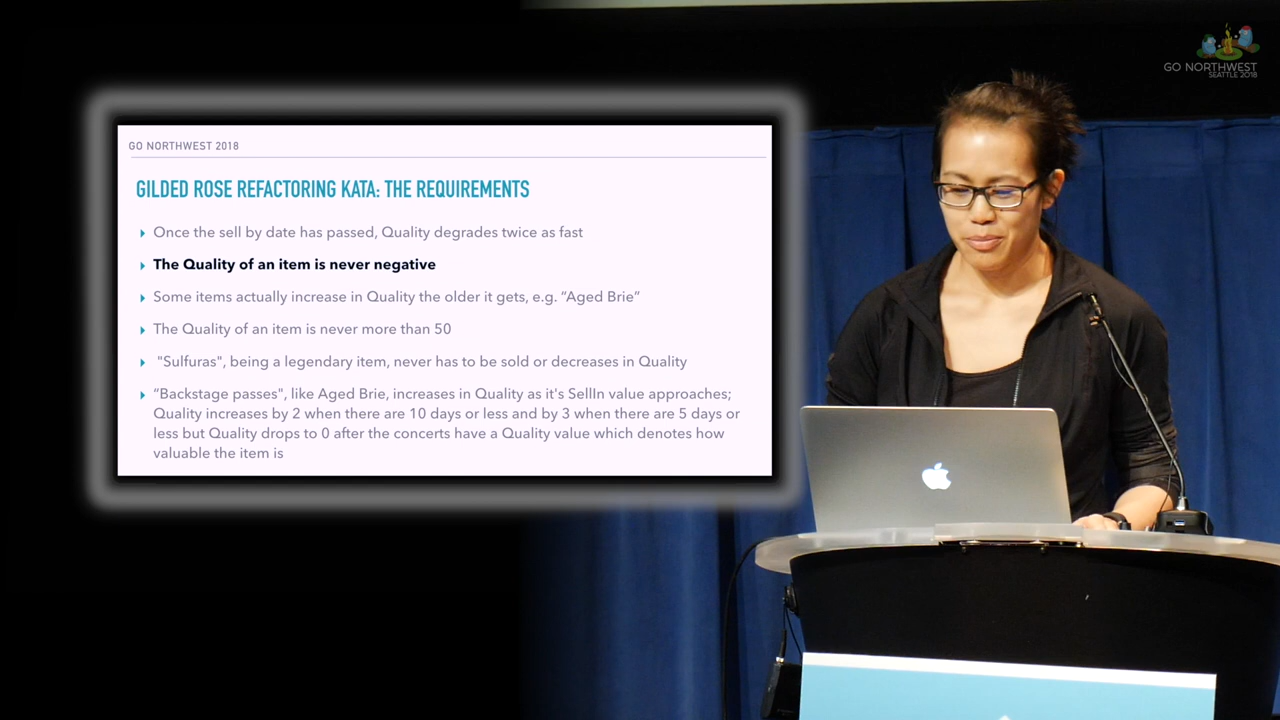 GO NORTHWEST
SEATTLE 2018
GO NORTHWEST 2018
GILDED ROSE REFACTORING KATA: THE REQUIREMENTS
Once the sell by date has passed, Quality degrades twice as fast
The Quality of an item is never negative
Some items actually increase in Quality the older it gets, e.g. “Aged Brie”
The Quality of an item is never more than 50
"Sulfuras", being a legendary item, never has to be sold or decreases in Quality
“Backstage passes", like Aged Brie, increases in Quality as it's SellIn value approaches;
Quality increases by 2 when there are 10 days or less and by 3 when there are 5 days or
less but Quality drops to 0 after the concerts have a Quality value which denotes how
valuable the item is